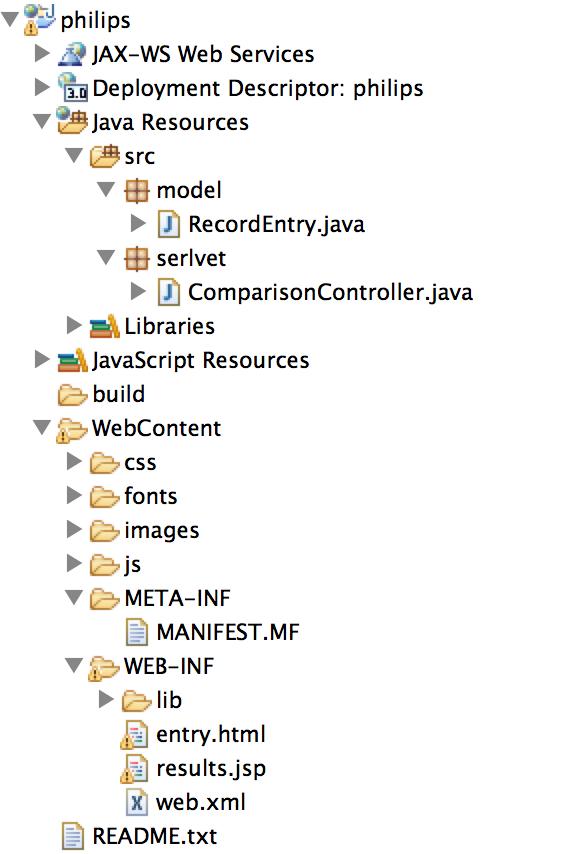 philips
JAX-WS Web Services
3.0 Deployment Descriptor: philips
Java Resources
src
model
J RecordEntry.java
serlvet
J ComparisonController.java
Libraries
JavaScript Resources
build
WebContent
css
fonts
images
js
META-INF
MANIFEST.MF
WEB-INF
lib
entry.html
results.jsp
X web.xml
README.txt